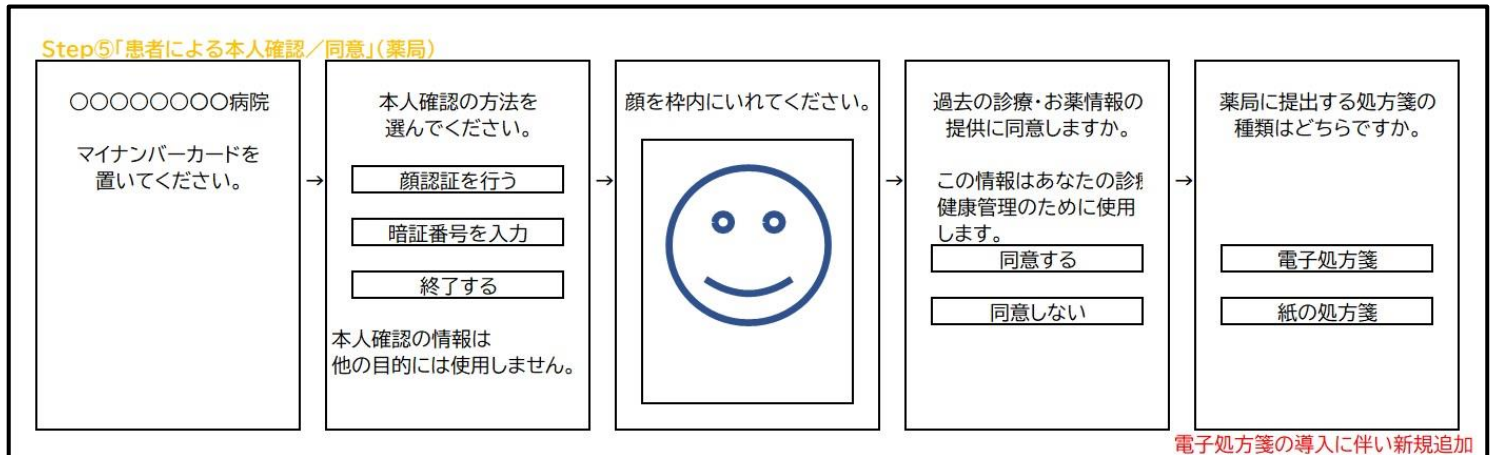 Step⑤「患者による本人確認／同意」(薬局)
○○○○○○○○病院
マイナンバーカードを
置いてください。
→
本人確認の方法を
選んでください。
顔認証を行う
暗証番号を入力
終了する
本人確認の情報は
他の目的には使用しません。
→
顔を枠内にいれてください。
→
過去の診療・お薬情報の
提供に同意しますか。
この情報はあなたの診
健康管理のために使用
します。
同意する
同意しない
→
薬局に提出する処方箋の
種類はどちらですか。
電子処方箋
紙の処方箋
電子処方箋の導入に伴い新規追加